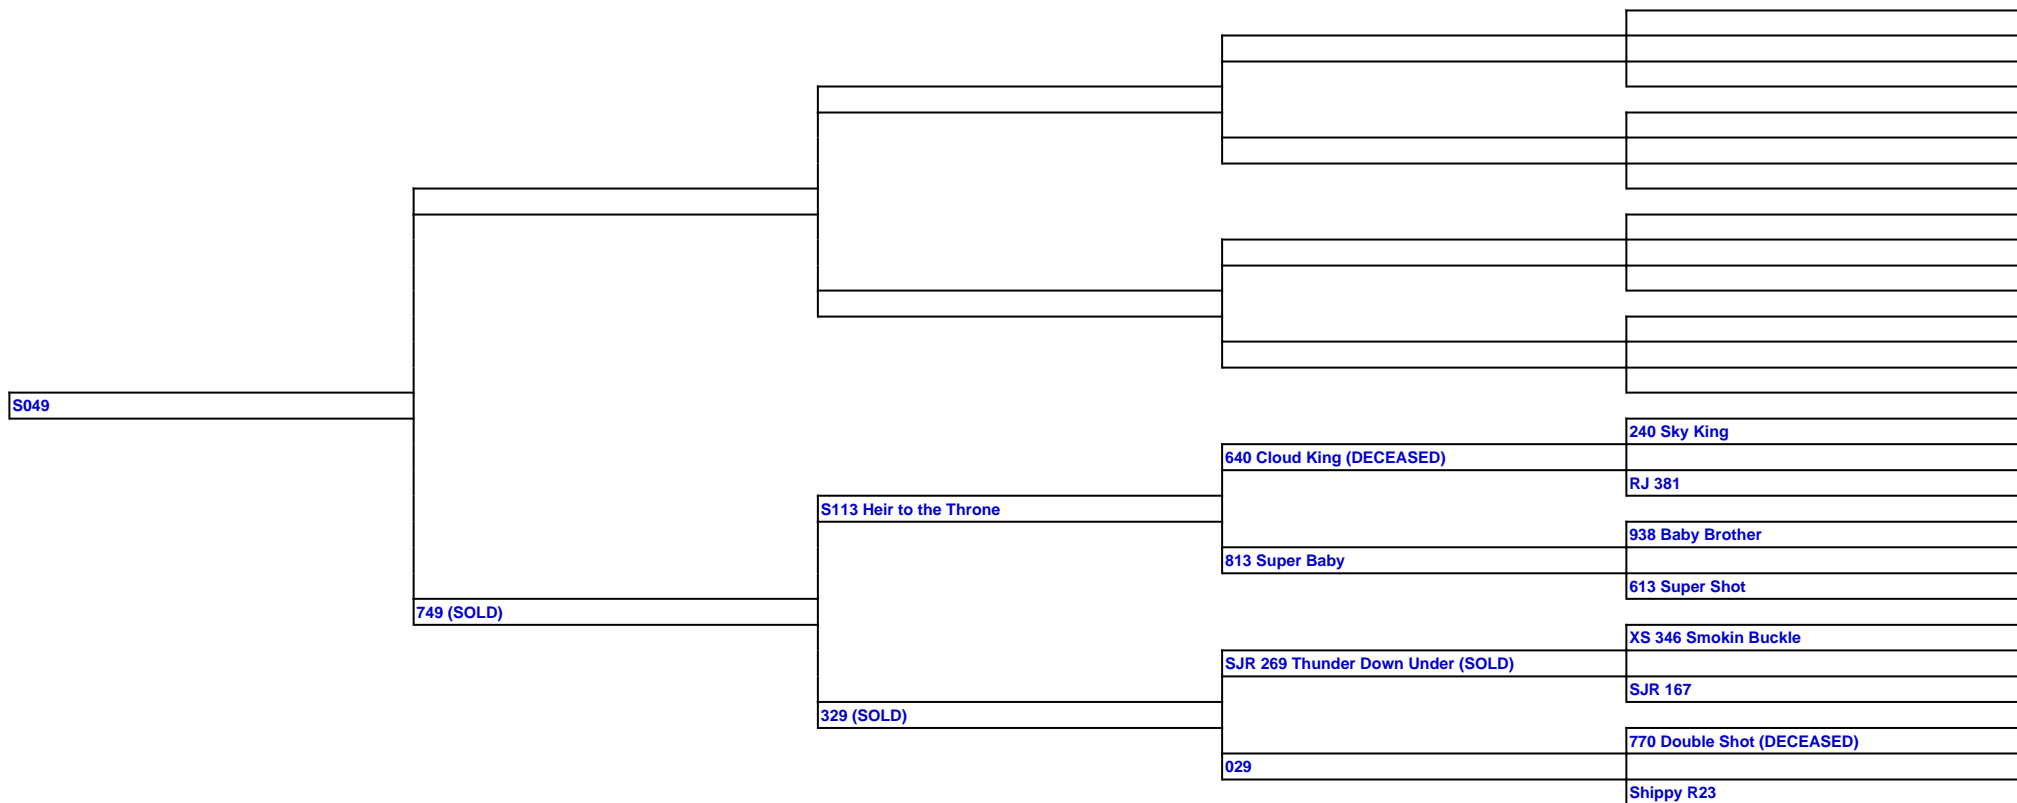 240 Sky King
640 Cloud King (DECEASED)
RJ 381
S113 Heir to the Throne
938 Baby Brother
813 Super Baby
613 Super Shot
S049
749 (SOLD)
XS 346 Smokin Buckle
SJR 269 Thunder Down Under (SOLD)
SJR 167
329 (SOLD)
770 Double Shot (DECEASED)
029
Shippy R23